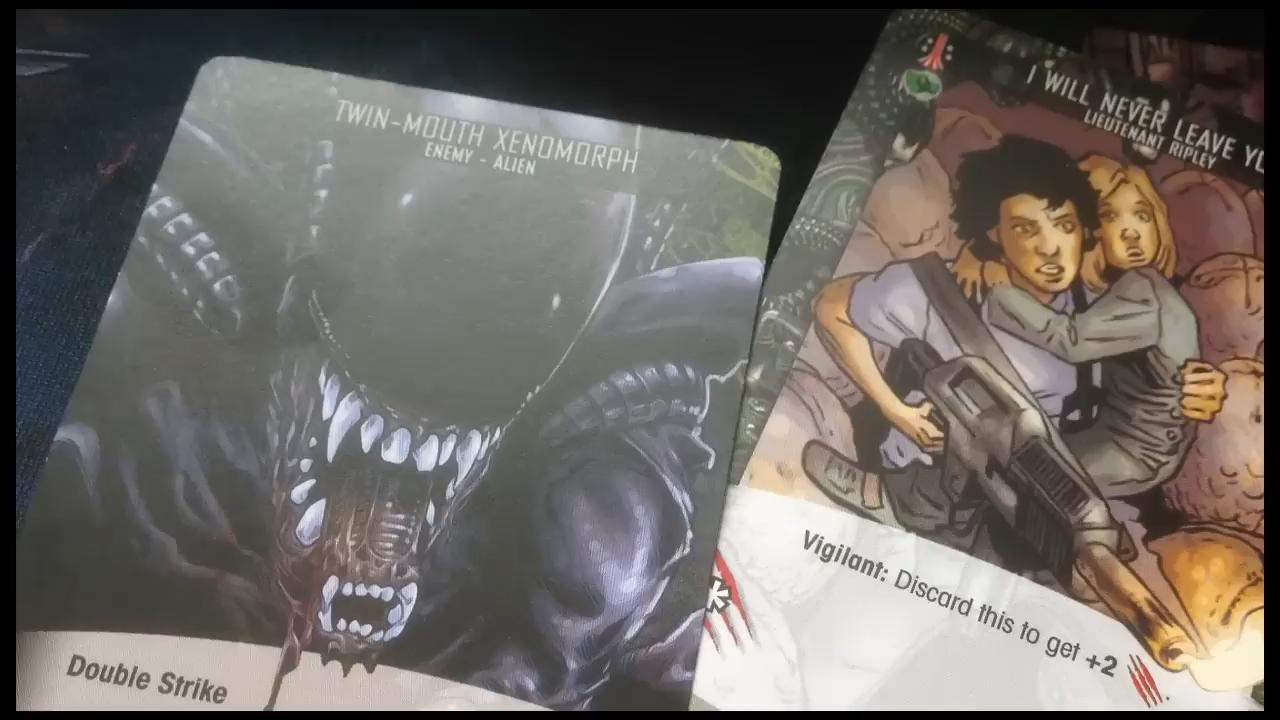 TWIN-MOUTH XENOMORPH
ENEMY - ALIEN
Double Strike
I WILL NEVER LEAVE
LIEUTENANT RIPLEY
Vigilant: Discard this to get +2